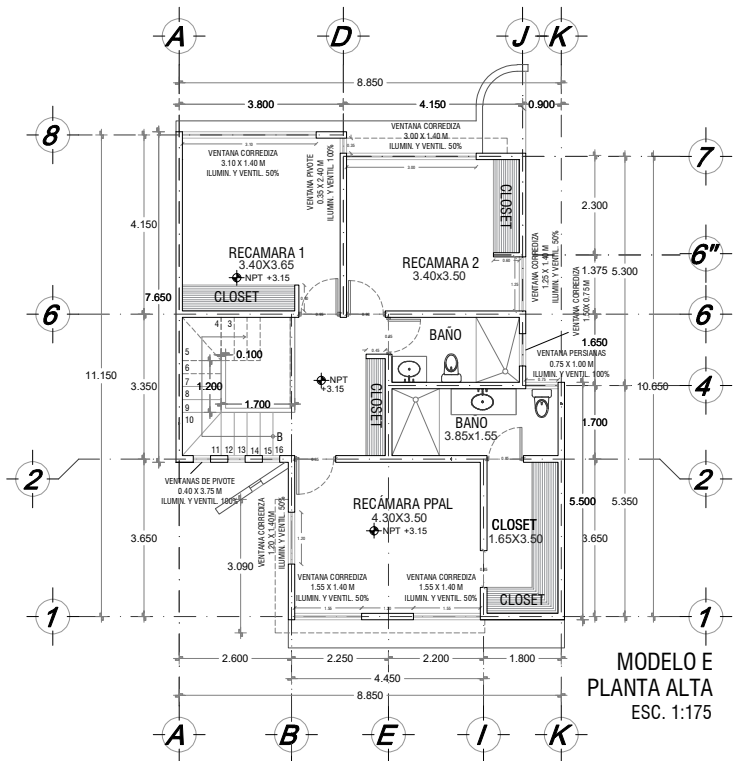 A
D
J
K
8.850
3.800
4.150
0.900
8
7
VENTANA CORREDIZA
3.00 X 1.40 M
ILUMIN. Y VENTIL. 50%
3.15
VENTANA CORREDIZA
3.10 X 1.40 M
ILUMIN. Y VENTIL. 50%
VENTANA PIVOTE
0.35 X 2.40 M
ILUMIN. Y VENTIL. 100%
CLOSET
2.300
4.150
RECAMARA 1
3.40X3.65
NPT +3.15
CLOSET
RECAMARA 2
3.40x3.50
6"
VENTANA CORREDIZA
1.25 X 1.40 M
ILUMIN. Y VENTIL. 50%
1.375
5.300
VENTANA CORREDIZA
1.50X 0.75 M
7.650
6
6
4
3
5
6
7
8
9
10
0.100
1.200
1.700
B
11
12
13
14
15
16
NPT
+3.15
CLOSET
BAÑO
1.650
VENTANA PERSIANAS
0.75 X 1.00 M
ILUMIN. Y VENTIL. 100%
11.150
3.350
10.650
4
BAÑO
3.85x1.55
1.700
2
2
VENTANAS DE PIVOTE
0.40 X 3.75 M
ILUMIN. Y VENTIL. 100%
VENTANA CORREDIZA
1.20 X 1.40 M
ILUMIN. Y VENTIL. 50%
RECÁMARA PPAL
4.30X3.50
NPT +3.15
CLOSET
1.65X3.50
5.500
5.350
3.650
3.650
3.090
VENTANA CORREDIZA
1.55 X 1.40 M
ILUMIN. Y VENTIL. 50%
VENTANA CORREDIZA
1.55 X 1.40 M
ILUMIN. Y VENTIL. 50%
CLOSET
1
1
2.600
2.250
2.200
1.800
4.450
8.850
MODELO E
PLANTA ALTA
ESC. 1:175
A
B
E
I
K